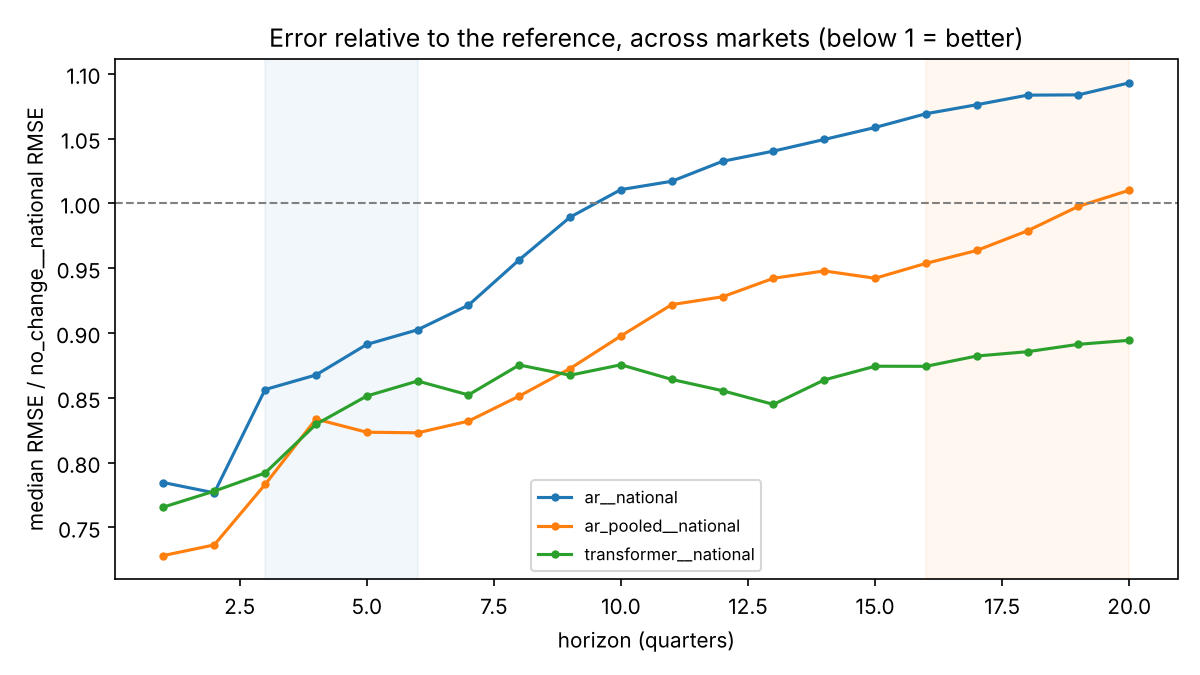 Error relative to the reference, across markets (below 1 = better)
median RMSE / no_change__national RMSE
1.10
1.05
1.00
0.95
0.90
0.85
0.80
0.75
ar__national
ar_pooled__national
transformer__national
2.5 5.0 7.5 10.0 12.5 15.0 17.5 20.0
horizon (quarters)